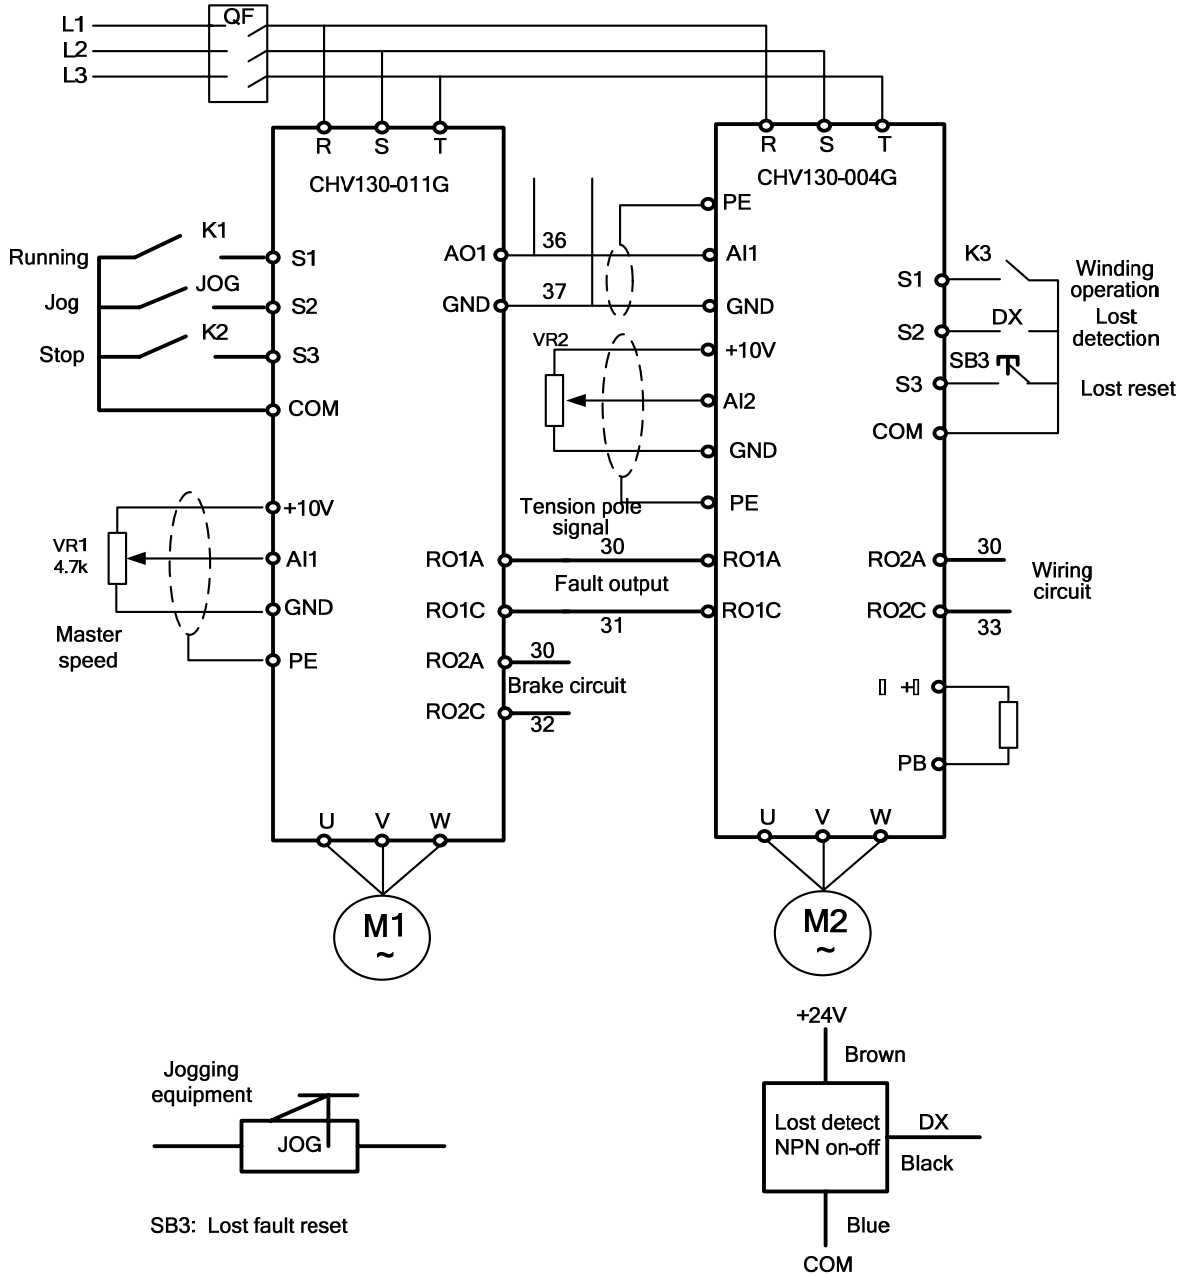 QF
L1
L2
L3
R S T
CHV130-011G
R S T
CHV130-004G
Running
K1
S1
Jog
JOG
S2
Stop
K2
S3
COM
+10V
VR1
4.7k
AI1
GND
Master
speed
PE
AO1
36
GND
37
RO1A
30
Fault output
RO1C
31
RO2A
30
Brake circuit
RO2C
32
PE
AI1
GND
VR2
+10V
AI2
GND
PE
Tension pole
signal
RO1A
RO1C
S1
K3
Winding
operation
S2
DX
Lost
detection
S3
SB3
Lost reset
COM
RO2A
30
Wiring
circuit
RO2C
33
+
PB
U V W
M1
~
U V W
M2
~
Jogging
equipment
JOG
SB3: Lost fault reset
+24V
Brown
Lost detect
NPN on-off
DX
Black
Blue
COM